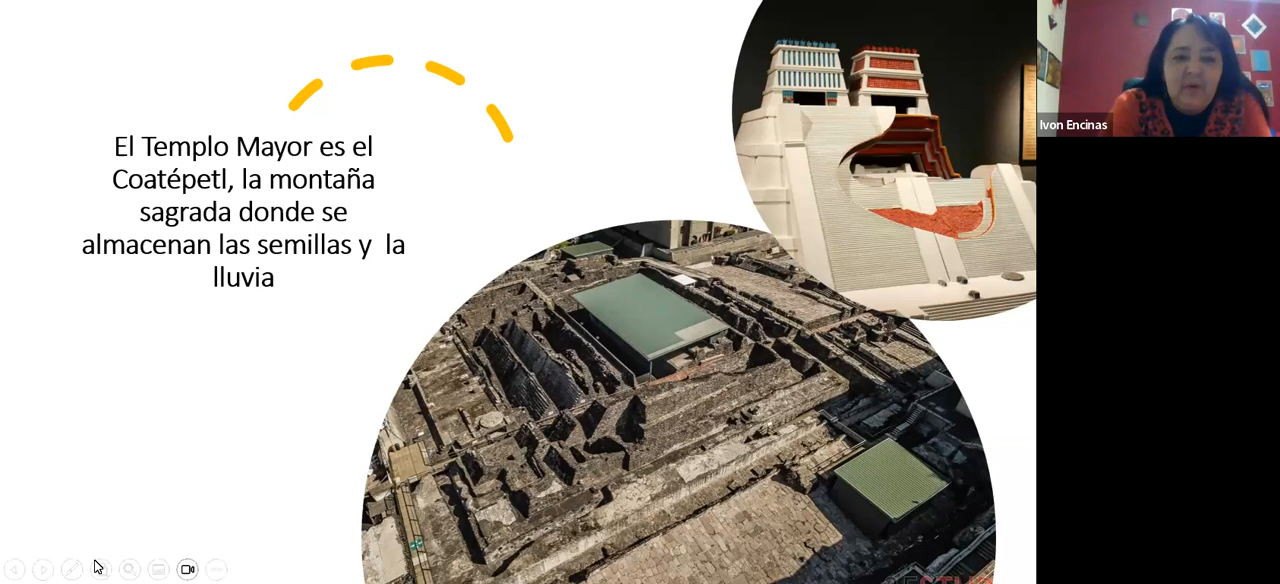 El Templo Mayor es el
Coatépetl, la montaña
sagrada donde se
almacenan las semillas y  la
lluvia
Ivon Encinas